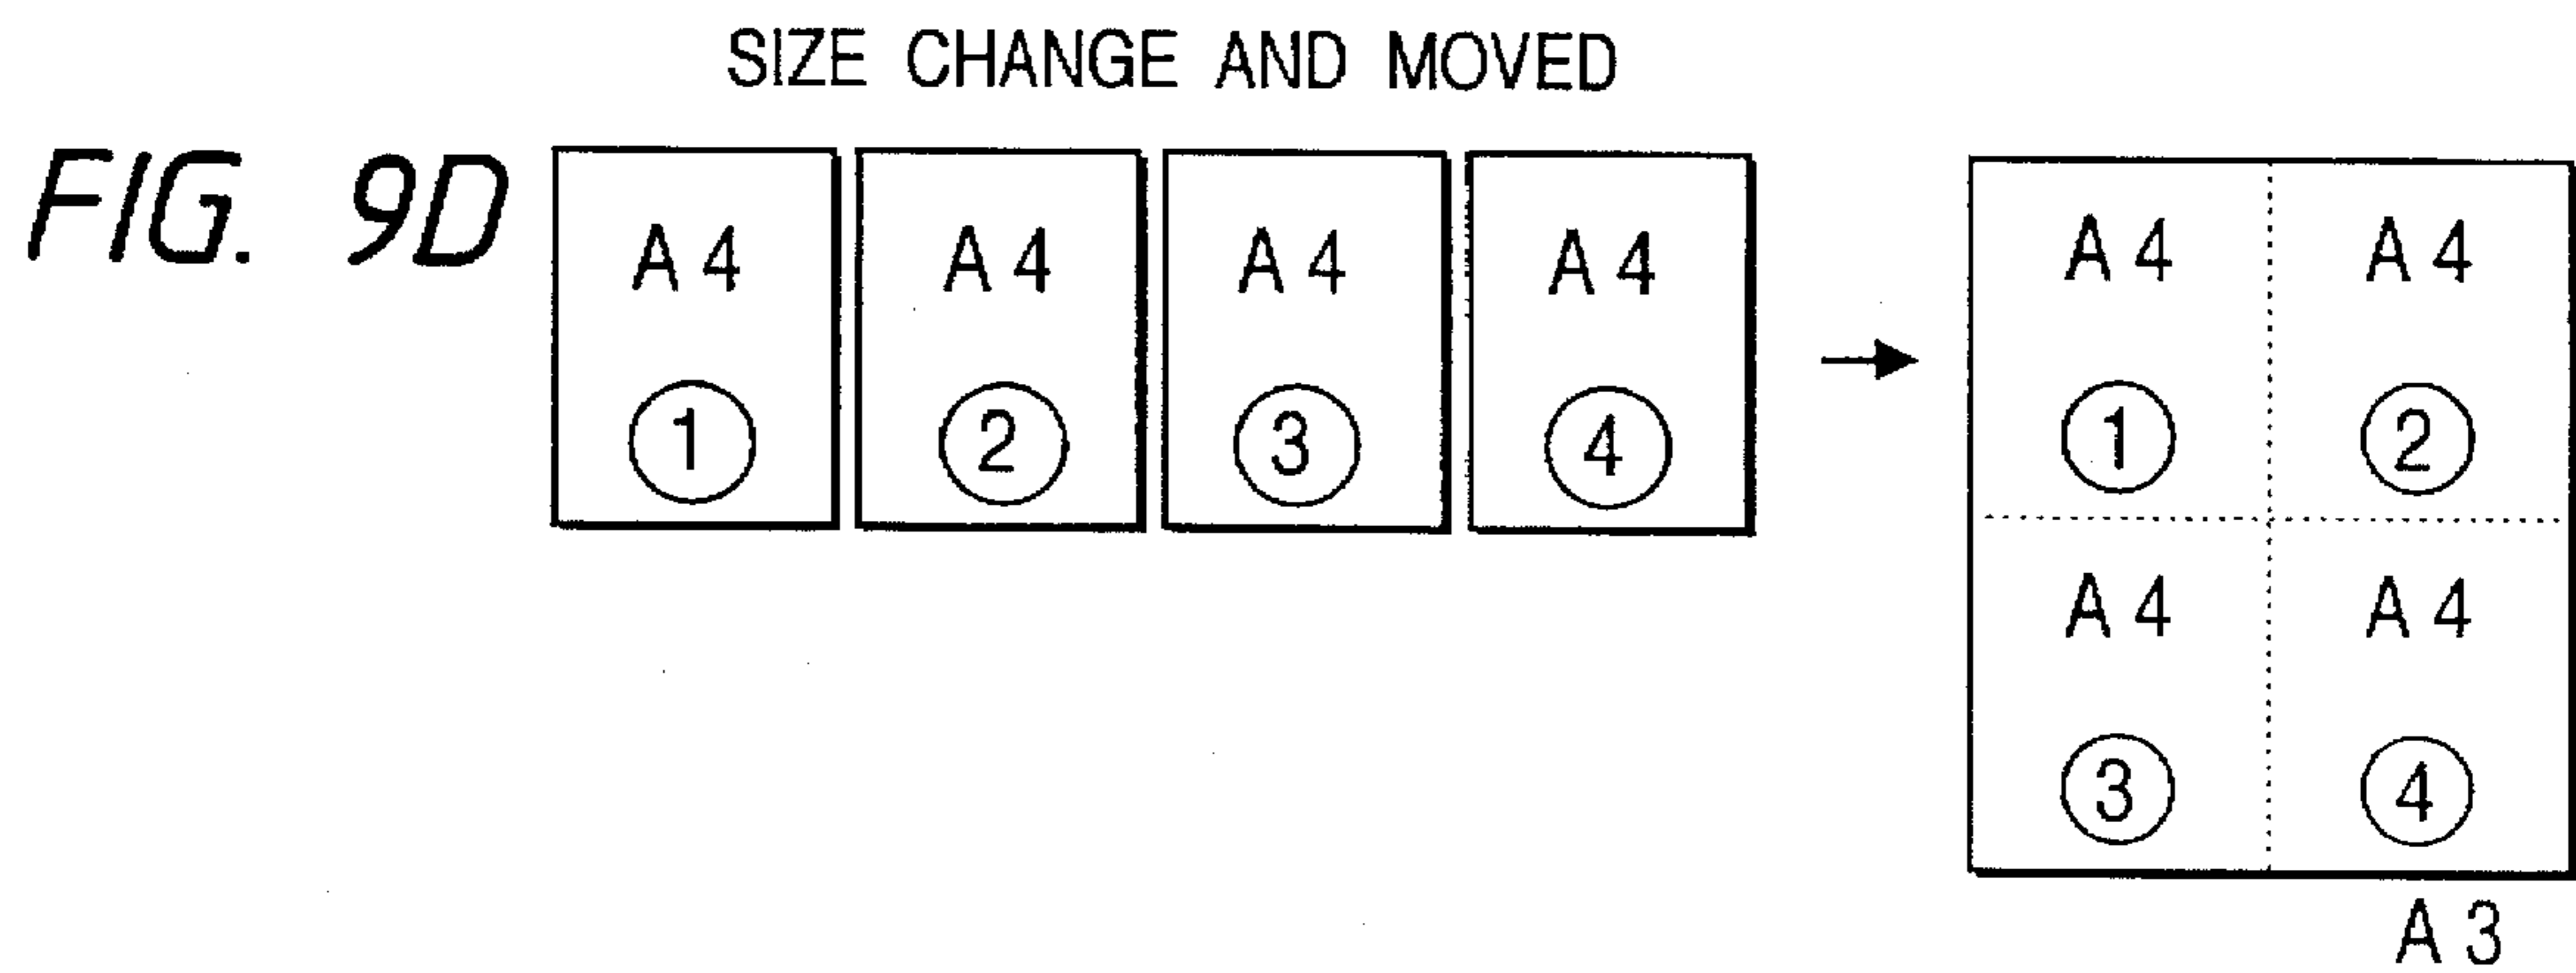 SIZE CHANGE AND MOVED
FIG. 9D
A4 A4 A4 A4
① ② ③ ④
A4 A4
① ②
A4 A4
③ ④
A3